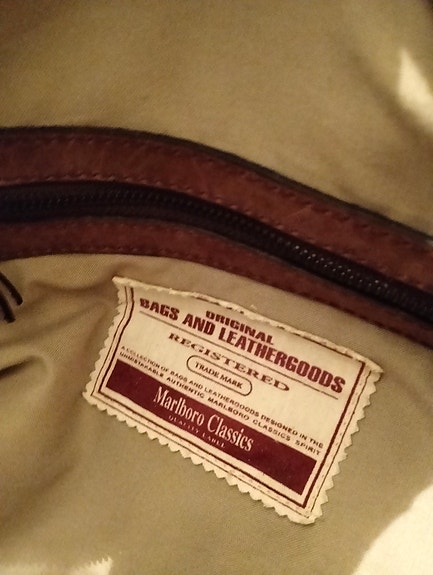 ORIGINAL
BAGS AND LEATHERGOODS
REGISTERED
TRADE MARK
A COLLECTION OF BAGS AND LEATHERGOODS DESIGNED IN THE
UNMISTAKABLE AUTHENTIC MARLBORO CLASSICS SPIRIT
Marlboro Classics
QUALITY LABEL